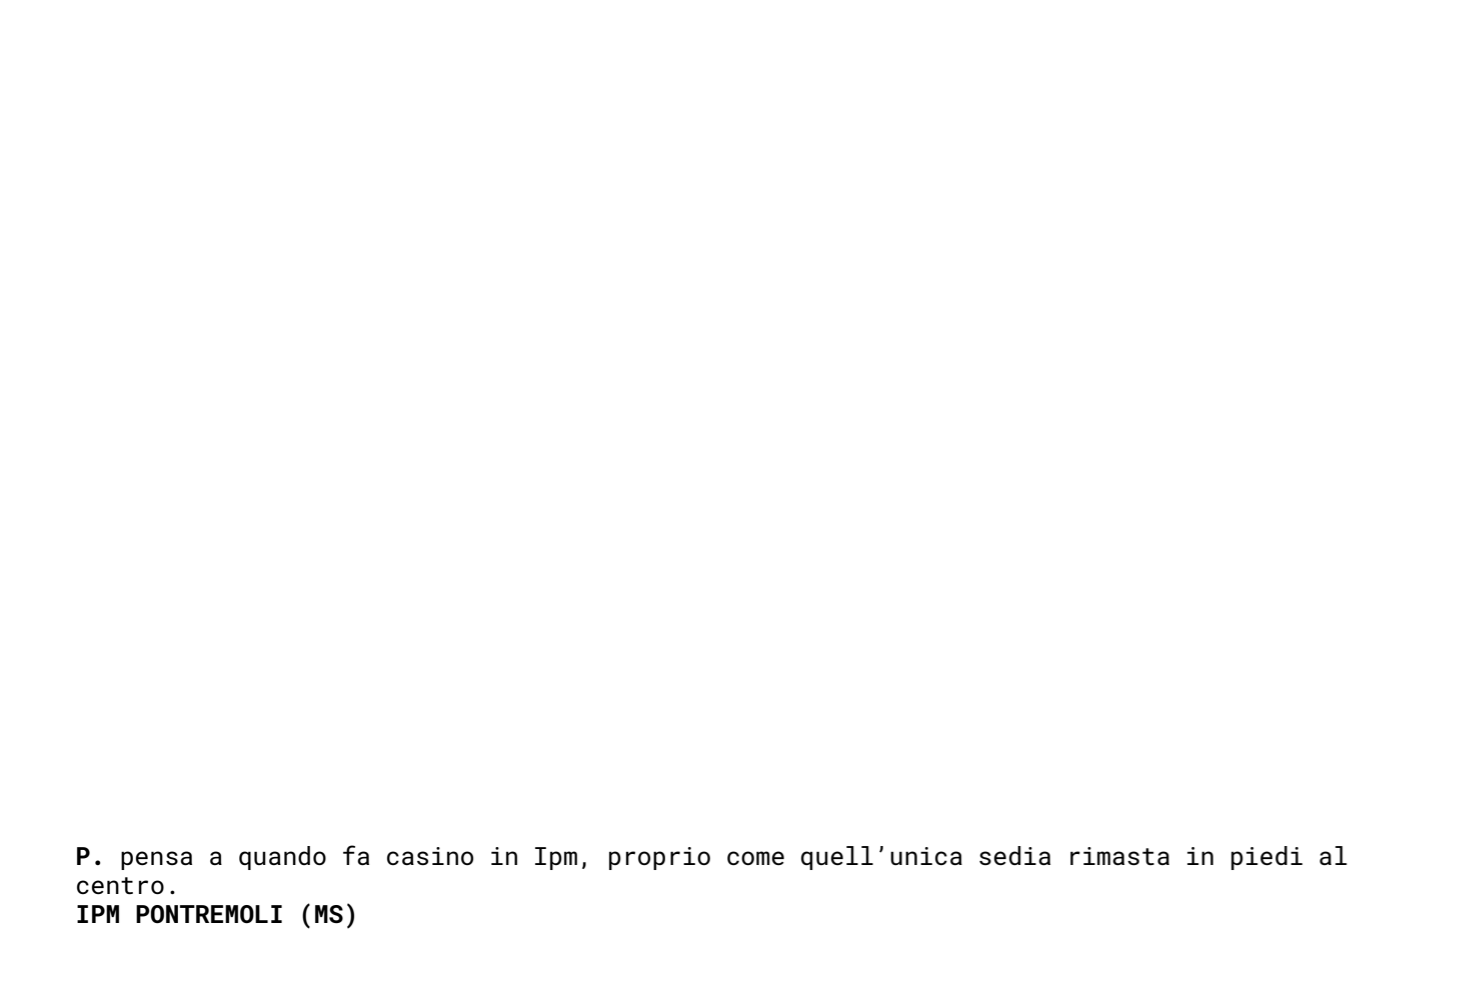 P. pensa a quando fa casino in Ipm, proprio come quell’unica sedia rimasta in piedi al
centro.
IPM PONTREMOLI (MS)